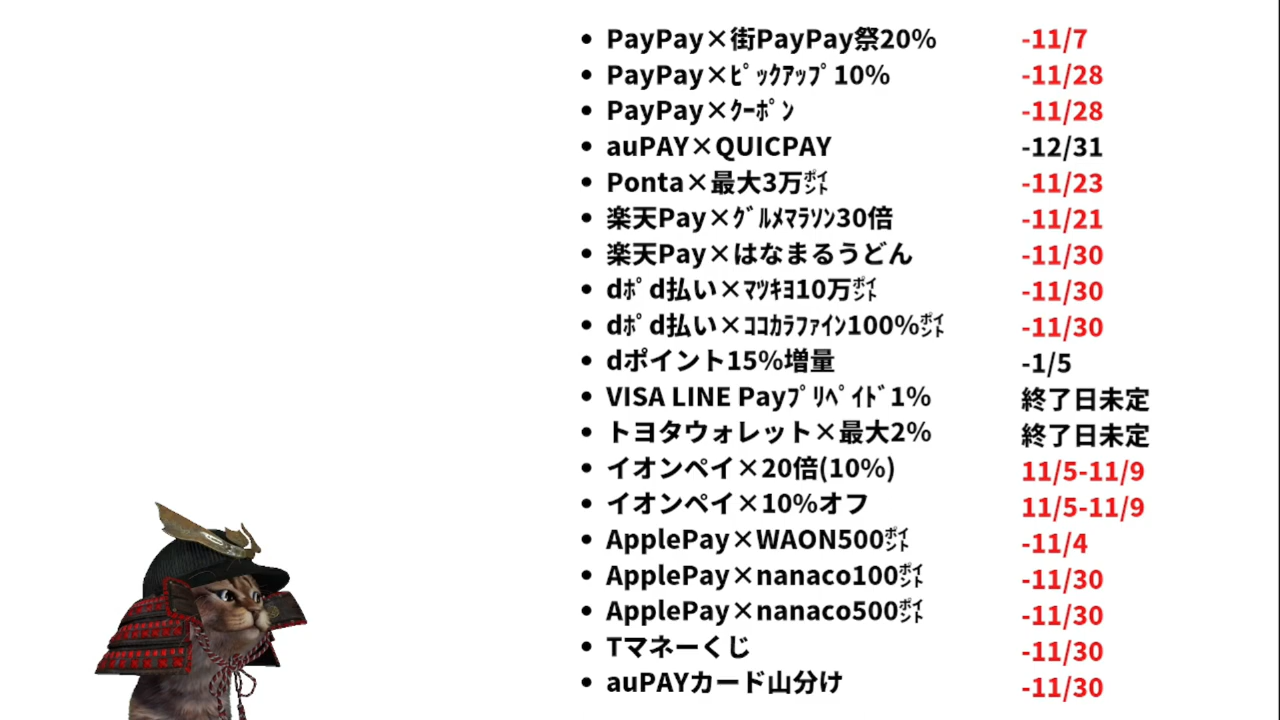 • PayPay×街PayPay祭20% -11/7
• PayPay×ﾋﾟｯｸｱｯﾌﾟ10% -11/28
• PayPay×ｸｰﾎﾟﾝ -11/28
• auPAY×QUICPAY -12/31
• Ponta×最大3万㌽ -11/23
• 楽天Pay×ｸﾞﾙﾒﾏﾗｿﾝ30倍 -11/21
• 楽天Pay×はなまるうどん -11/30
• dﾎﾟd払い×ﾏﾂｷﾖ10万㌽ -11/30
• dﾎﾟd払い×ｺｺｶﾗﾌｧｲﾝ100%㌽ -11/30
• dポイント15%増量 -1/5
• VISA LINE Payﾌﾟﾘﾍﾟｲﾄﾞ1% 終了日未定
• トヨタウォレット×最大2% 終了日未定
• イオンペイ×20倍(10%) 11/5-11/9
• イオンペイ×10%オフ 11/5-11/9
• ApplePay×WAON500㌽ -11/4
• ApplePay×nanaco100㌽ -11/30
• ApplePay×nanaco500㌽ -11/30
• Tマネーくじ -11/30
• auPAYカード山分け -11/30